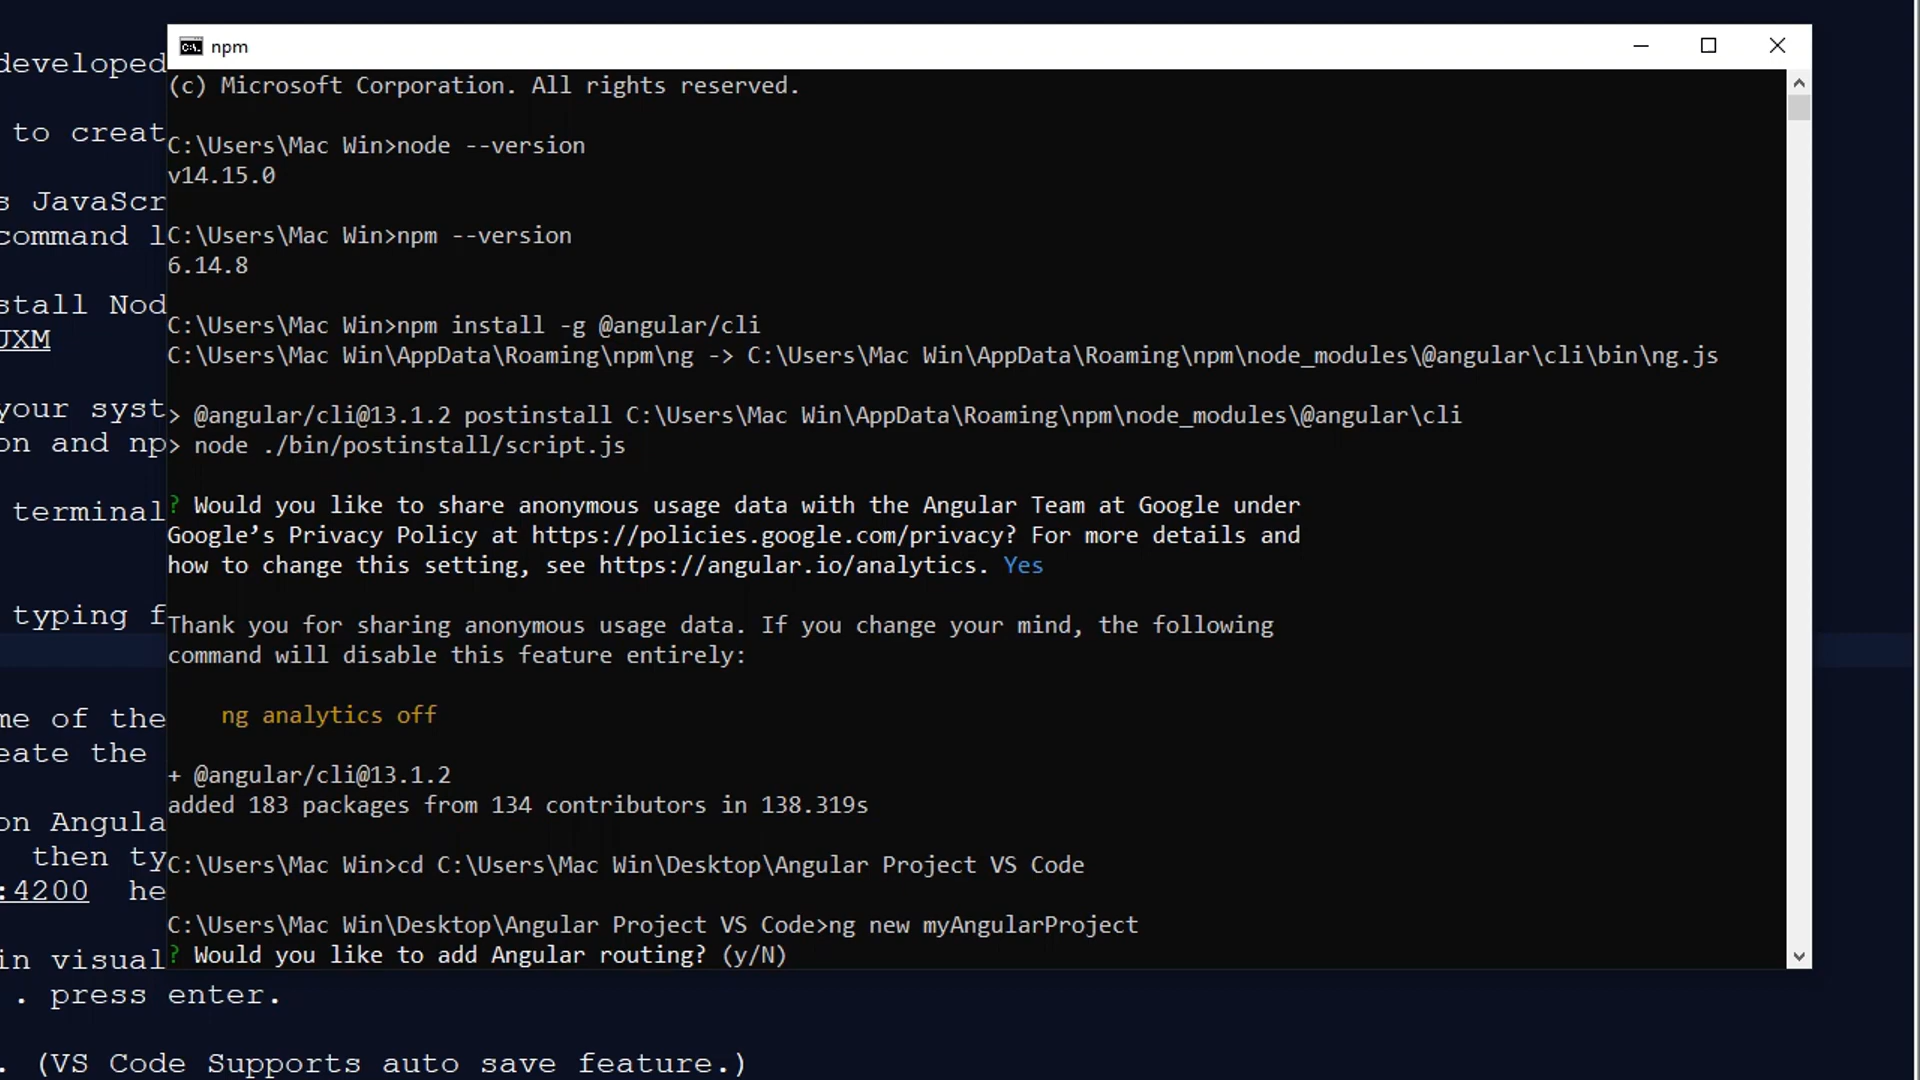 npm
(c) Microsoft Corporation. All rights reserved.
C:\Users\Mac Win>node --version
v14.15.0
C:\Users\Mac Win>npm --version
6.14.8
C:\Users\Mac Win>npm install -g @angular/cli
C:\Users\Mac Win\AppData\Roaming\npm\ng -> C:\Users\Mac Win\AppData\Roaming\npm\node_modules\@angular\cli\bin\ng.js
> @angular/cli@13.1.2 postinstall C:\Users\Mac Win\AppData\Roaming\npm\node_modules\@angular\cli
> node ./bin/postinstall/script.js
? Would you like to share anonymous usage data with the Angular Team at Google under
Google’s Privacy Policy at https://policies.google.com/privacy? For more details and
how to change this setting, see https://angular.io/analytics. Yes
Thank you for sharing anonymous usage data. If you change your mind, the following
command will disable this feature entirely:
ng analytics off
+ @angular/cli@13.1.2
added 183 packages from 134 contributors in 138.319s
C:\Users\Mac Win>cd C:\Users\Mac Win\Desktop\Angular Project VS Code
C:\Users\Mac Win\Desktop\Angular Project VS Code>ng new myAngularProject
? Would you like to add Angular routing? (y/N)
developed
to creat
s JavaScr
command l
stall Nod
JXM
your syst
on and np
terminal
typing f
me of the
eate the
on Angula
then ty
:4200 he
in visual
. press enter.
. (VS Code Supports auto save feature.)